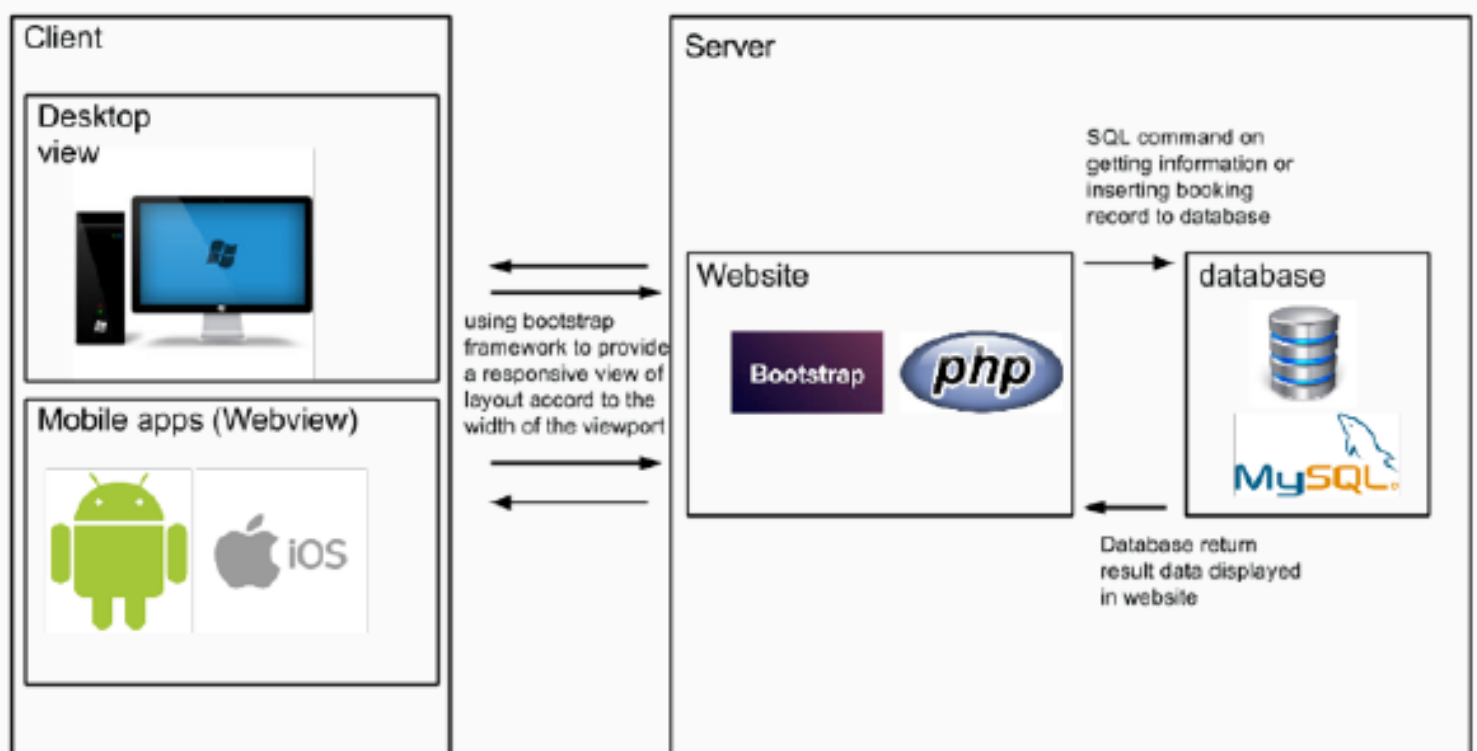 Client
Desktop
view
Mobile apps (Webview)
iOS
using bootstrap
framework to provide
a responsive view of
layout accord to the
width of the viewport
Server
Website
Bootstrap
php
SQL command on
getting information or
inserting booking
record to database
database
MySQL
Database return
result data displayed
in website